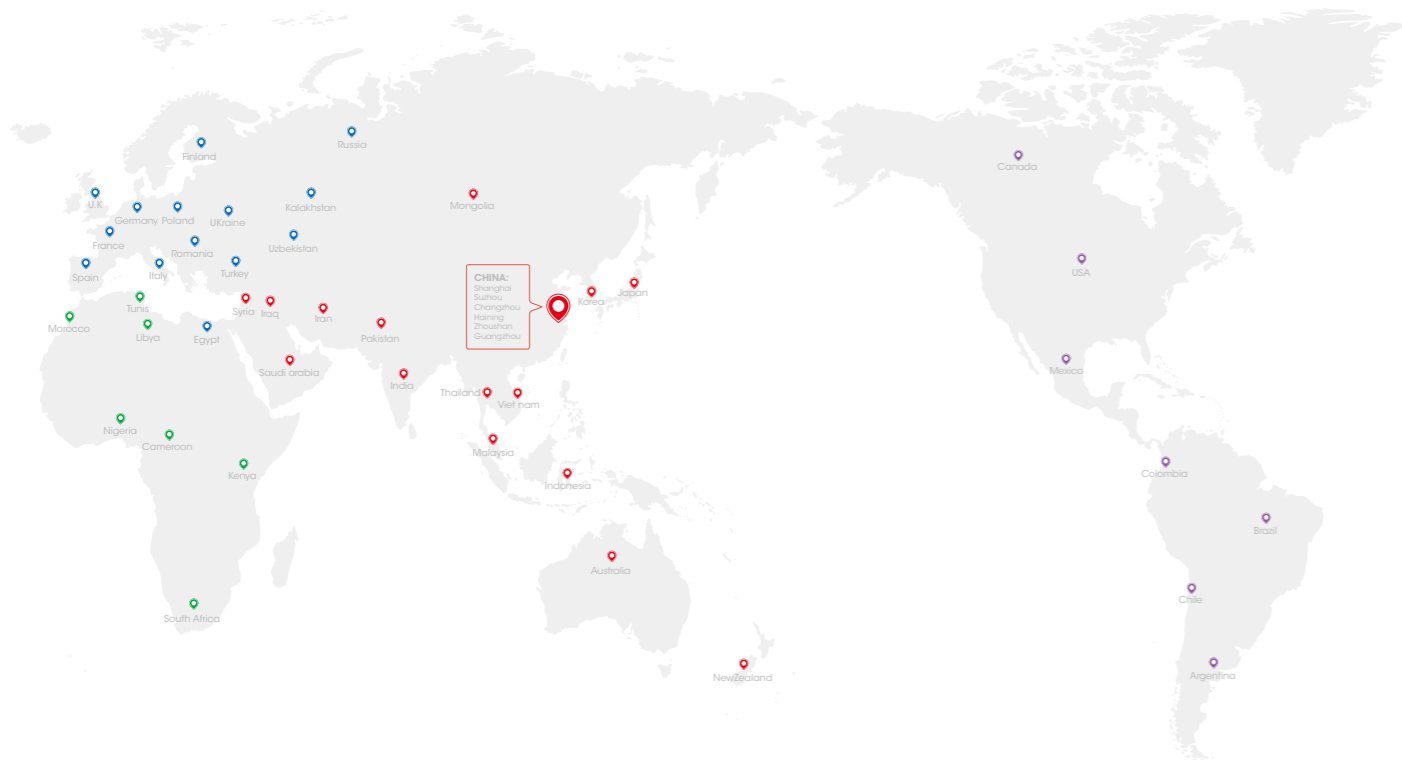 Finland
Russia
Canada
U.K
Germany
Poland
UKraine
Kalakhstan
Mongolia
France
Romania
Uzbekistan
Spain
Italy
Turkey
USA
CHINA:
Shanghai
Suzhou
Changzhou
Haining
Zhoushan
Guangzhou
Korea
Japan
Tunis
Syria
Iraq
Iran
Morocco
Libya
Egypt
Pakistan
Saudi arabia
India
Mexico
Thailand
Viet nam
Nigeria
Cameroon
Malaysia
Kenya
Indonesia
Colombia
Brazil
Australia
Chile
South Africa
NewZealand
Argentina